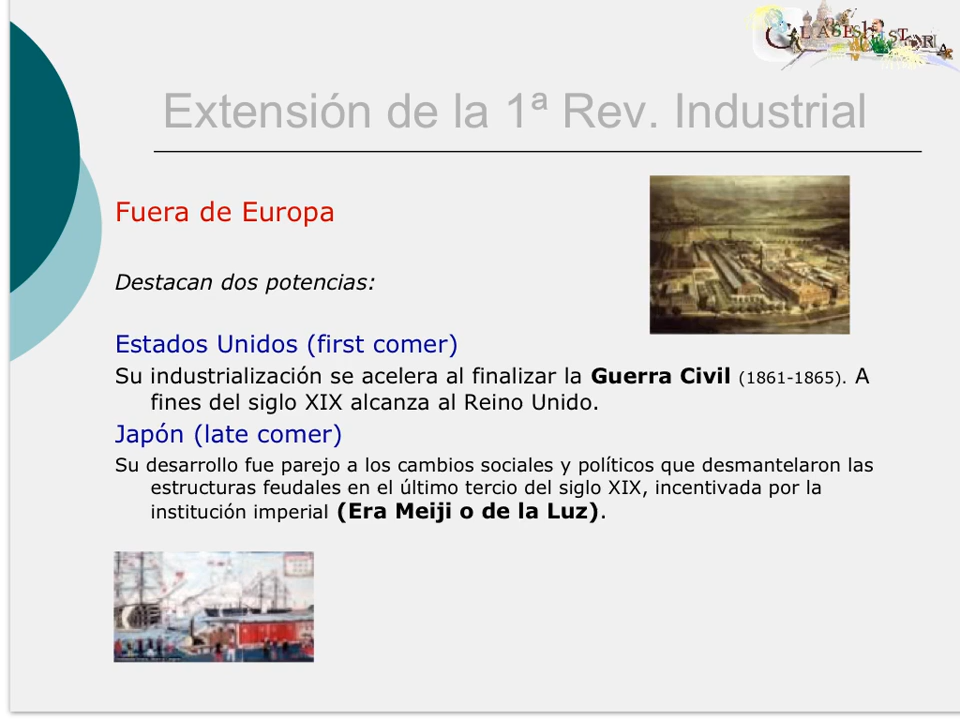 CLASESHISTORIA
Extensión de la 1ª Rev. Industrial
Fuera de Europa
Destacan dos potencias:
Estados Unidos (first comer)
Su industrialización se acelera al finalizar la Guerra Civil (1861-1865). A
fines del siglo XIX alcanza al Reino Unido.
Japón (late comer)
Su desarrollo fue parejo a los cambios sociales y políticos que desmantelaron las
estructuras feudales en el último tercio del siglo XIX, incentivada por la
institución imperial (Era Meiji o de la Luz).